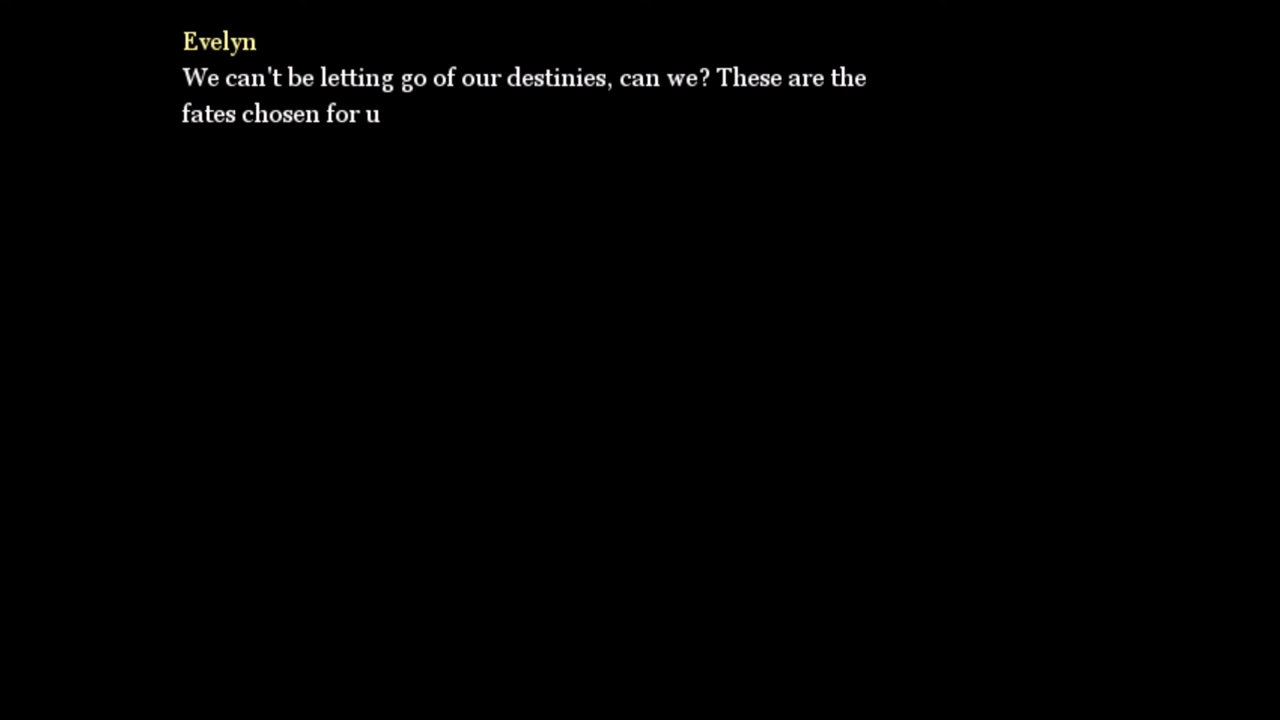 Evelyn
We can't be letting go of our destinies, can we? These are the
fates chosen for u